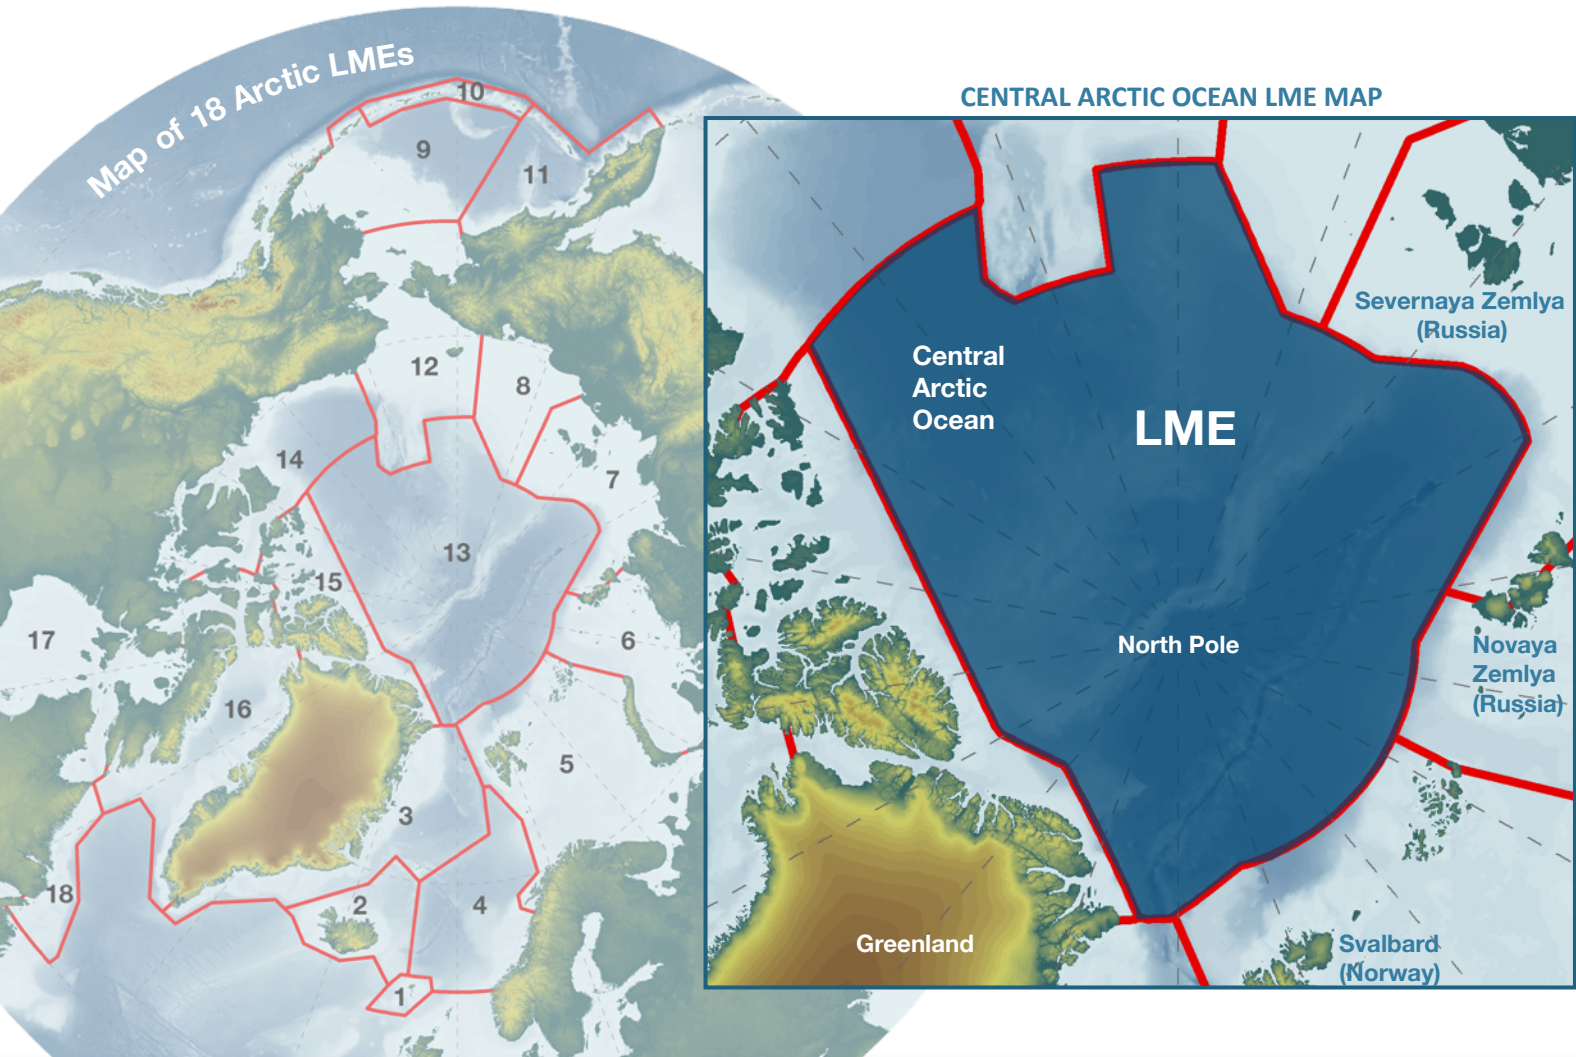 Map of 18 Arctic LMEs
10
9
11
12
8
14
7
13
15
17
6
16
5
3
18
2
4
1
CENTRAL ARCTIC OCEAN LME MAP
Severnaya Zemlya
(Russia)
Central
Arctic
Ocean
LME
North Pole
Novaya
Zemlya
(Russia)
Greenland
Svalbard
(Norway)